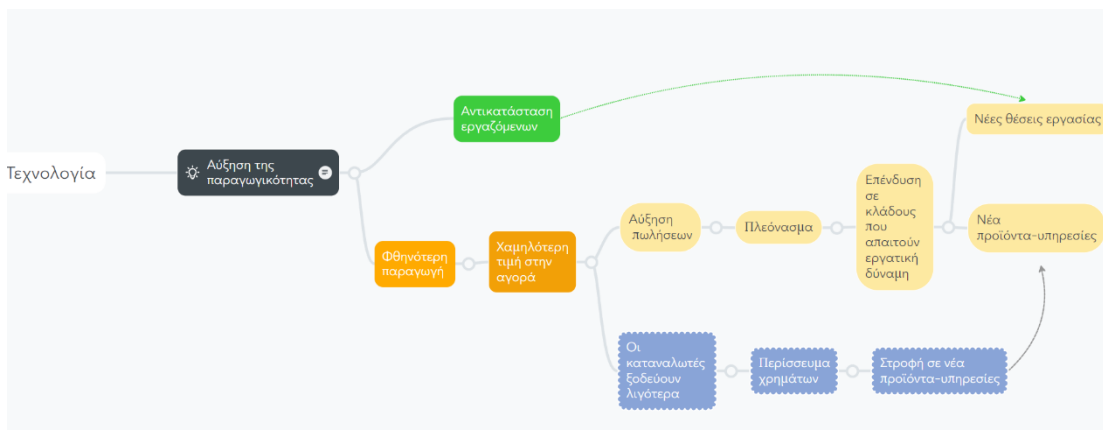 Τεχνολογία
Αύξηση της
παραγωγικότητας
Αντικατάσταση
εργαζόμενων
Φθηνότερη
παραγωγή
Χαμηλότερη
τιμή στην
αγορά
Αύξηση
πωλήσεων
Πλεόνασμα
Επένδυση
σε
κλάδους
που
απαιτούν
εργατική
δύναμη
Νέες θέσεις εργασίας
Νέα
προϊόντα-υπηρεσίες
Οι
καταναλωτές
ξοδεύουν
λιγότερα
Περίσσευμα
χρημάτων
Στροφή σε νέα
προϊόντα-υπηρεσίες